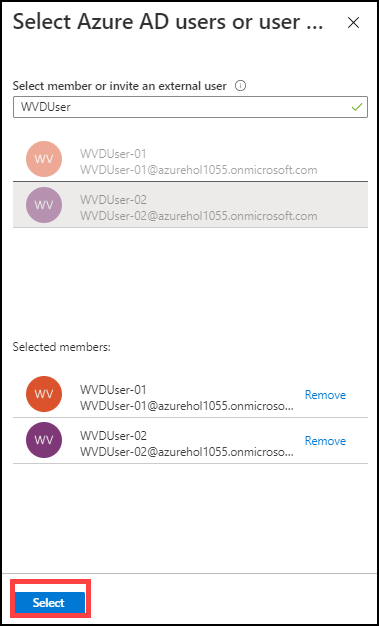 Select Azure AD users or user ...
Select member or invite an external user
WVDUser
WV
WVDUser-01
WVDUser-01@azurehol1055.onmicrosoft.com
WV
WVDUser-02
WVDUser-02@azurehol1055.onmicrosoft.com
Selected members:
WV
WVDUser-01
Remove
WVDUser-01@azurehol1055.onmicroso...
WV
WVDUser-02
Remove
WVDUser-02@azurehol1055.onmicroso...
Select